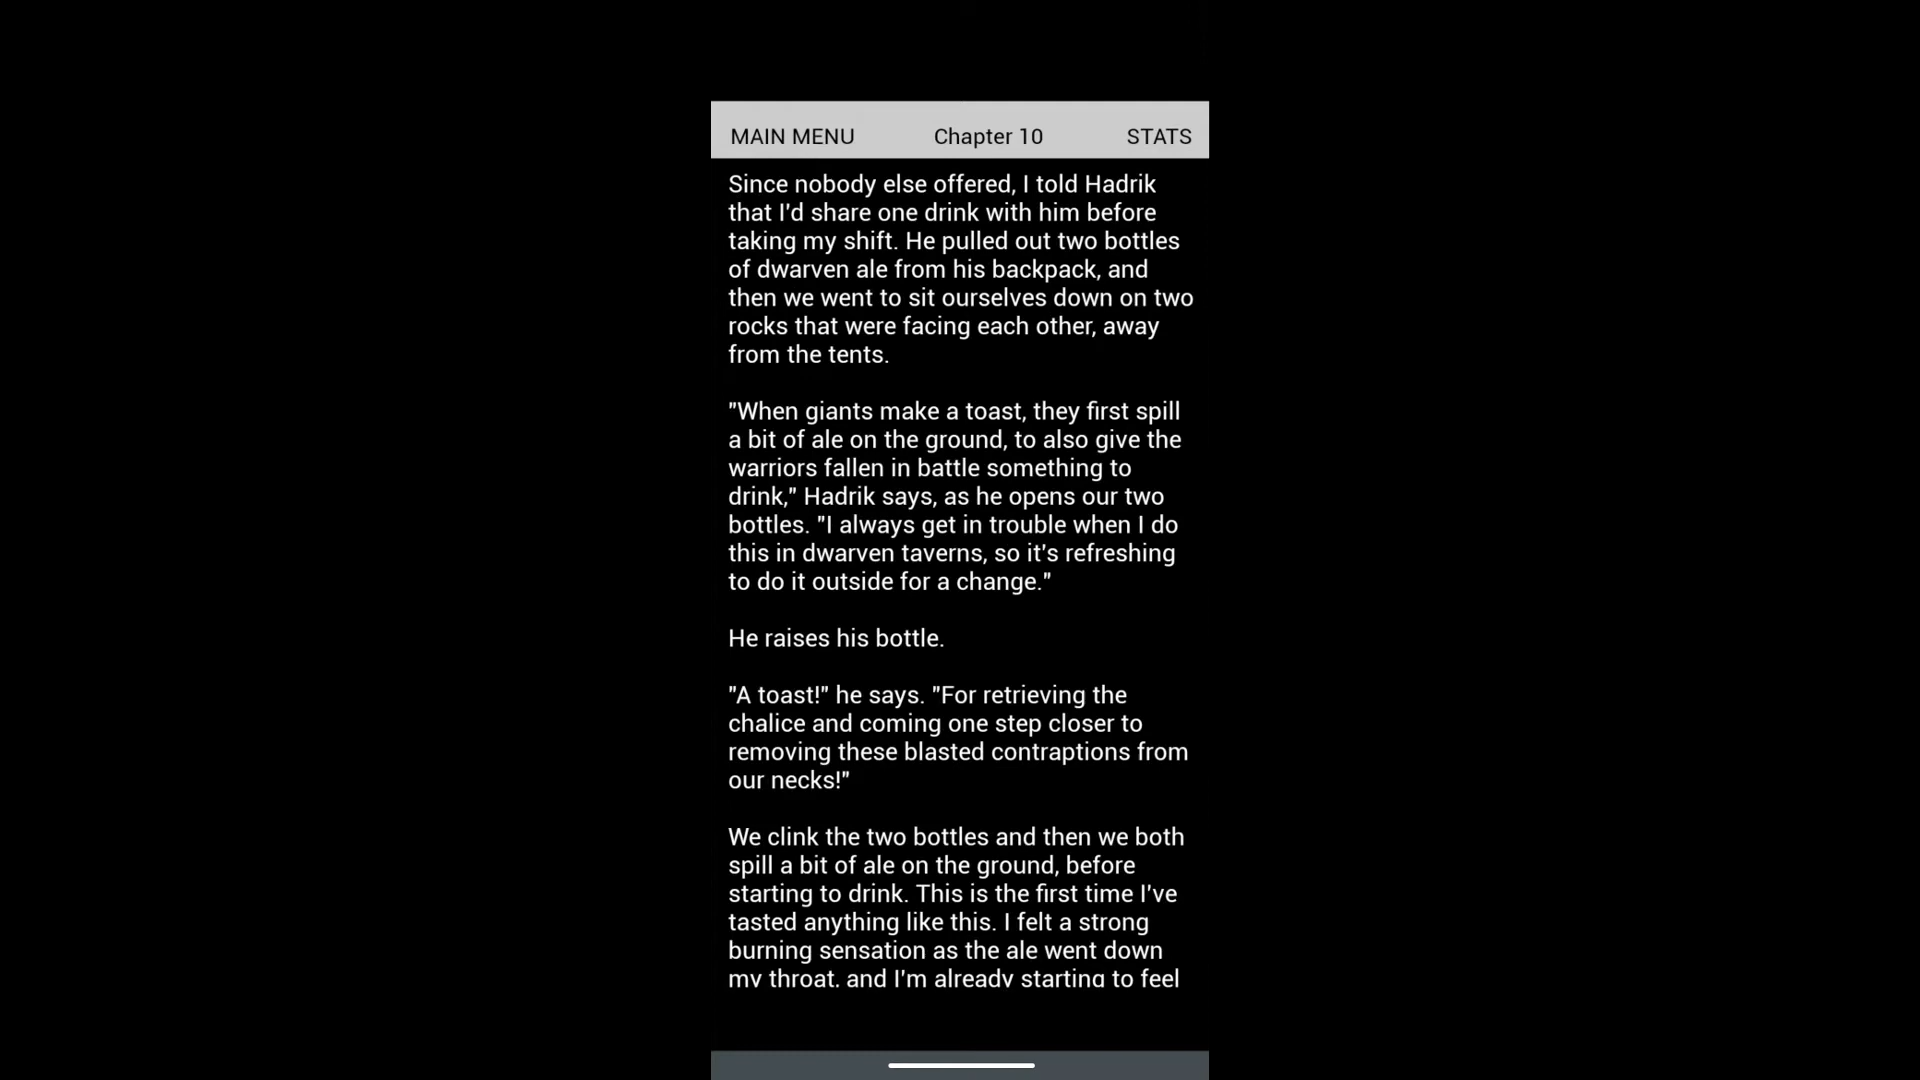 MAIN MENU Chapter 10 STATS
Since nobody else offered, I told Hadrik
that I'd share one drink with him before
taking my shift. He pulled out two bottles
of dwarven ale from his backpack, and
then we went to sit ourselves down on two
rocks that were facing each other, away
from the tents.
"When giants make a toast, they first spill
a bit of ale on the ground, to also give the
warriors fallen in battle something to
drink," Hadrik says, as he opens our two
bottles. "I always get in trouble when I do
this in dwarven taverns, so it's refreshing
to do it outside for a change."
He raises his bottle.
"A toast!" he says. "For retrieving the
chalice and coming one step closer to
removing these blasted contraptions from
our necks!"
We clink the two bottles and then we both
spill a bit of ale on the ground, before
starting to drink. This is the first time I've
tasted anything like this. I felt a strong
burning sensation as the ale went down
my throat, and I'm already starting to feel